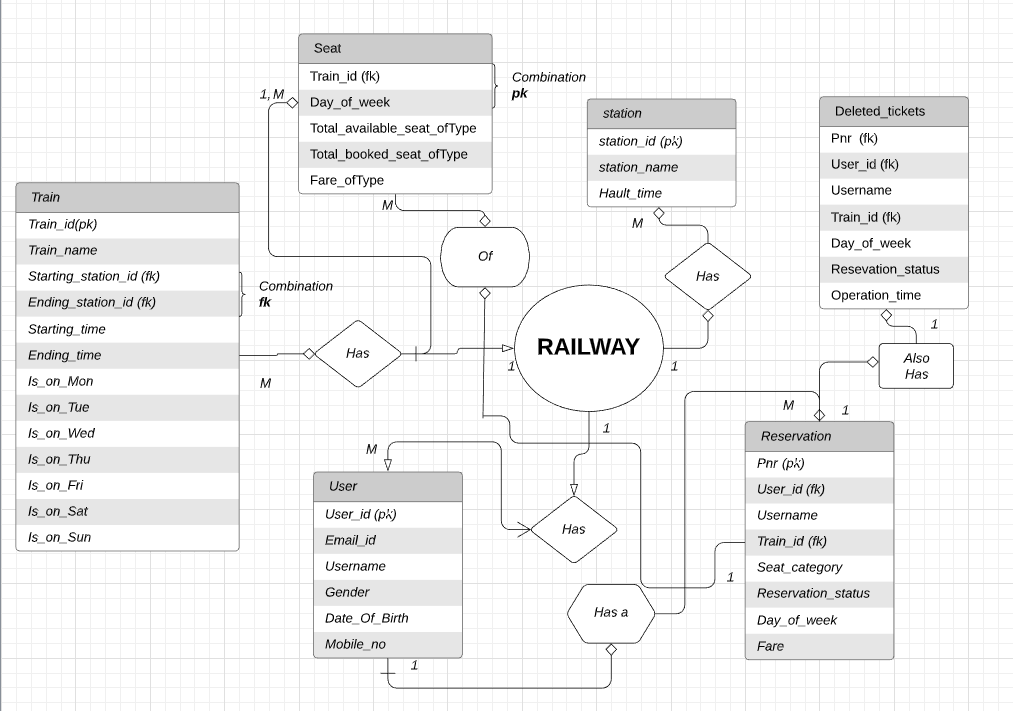 Seat
Train_id (fk)
Day_of_week
Total_available_seat_ofType
Total_booked_seat_ofType
Fare_ofType
Combination
pk
1,M
M
station
station_id (pk)
station_name
Hault_time
M
Deleted_tickets
Pnr (fk)
User_id (fk)
Username
Train_id (fk)
Day_of_week
Resevation_status
Operation_time
1
Train
Train_id(pk)
Train_name
Starting_station_id (fk)
Ending_station_id (fk)
Starting_time
Ending_time
Is_on_Mon
Is_on_Tue
Is_on_Wed
Is_on_Thu
Is_on_Fri
Is_on_Sat
Is_on_Sun
Combination
fk
M
Has
Of
Has
RAILWAY
1
1
1
Also
Has
M
1
Reservation
Pnr (pk)
User_id (fk)
Username
Train_id (fk)
Seat_category
Reservation_status
Day_of_week
Fare
1
M
User
User_id (pk)
Email_id
Username
Gender
Date_Of_Birth
Mobile_no
1
Has
Has a